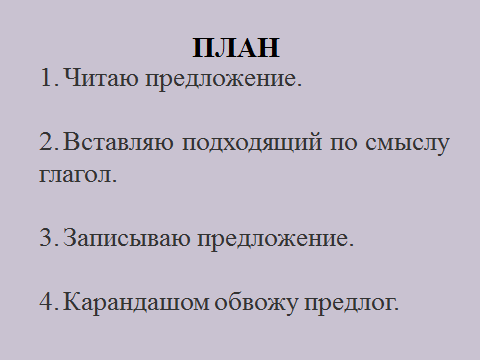 ПЛАН
1. Читаю предложение.
2. Вставляю подходящий по смыслу
глагол.
3. Записываю предложение.
4. Карандашом обвожу предлог.